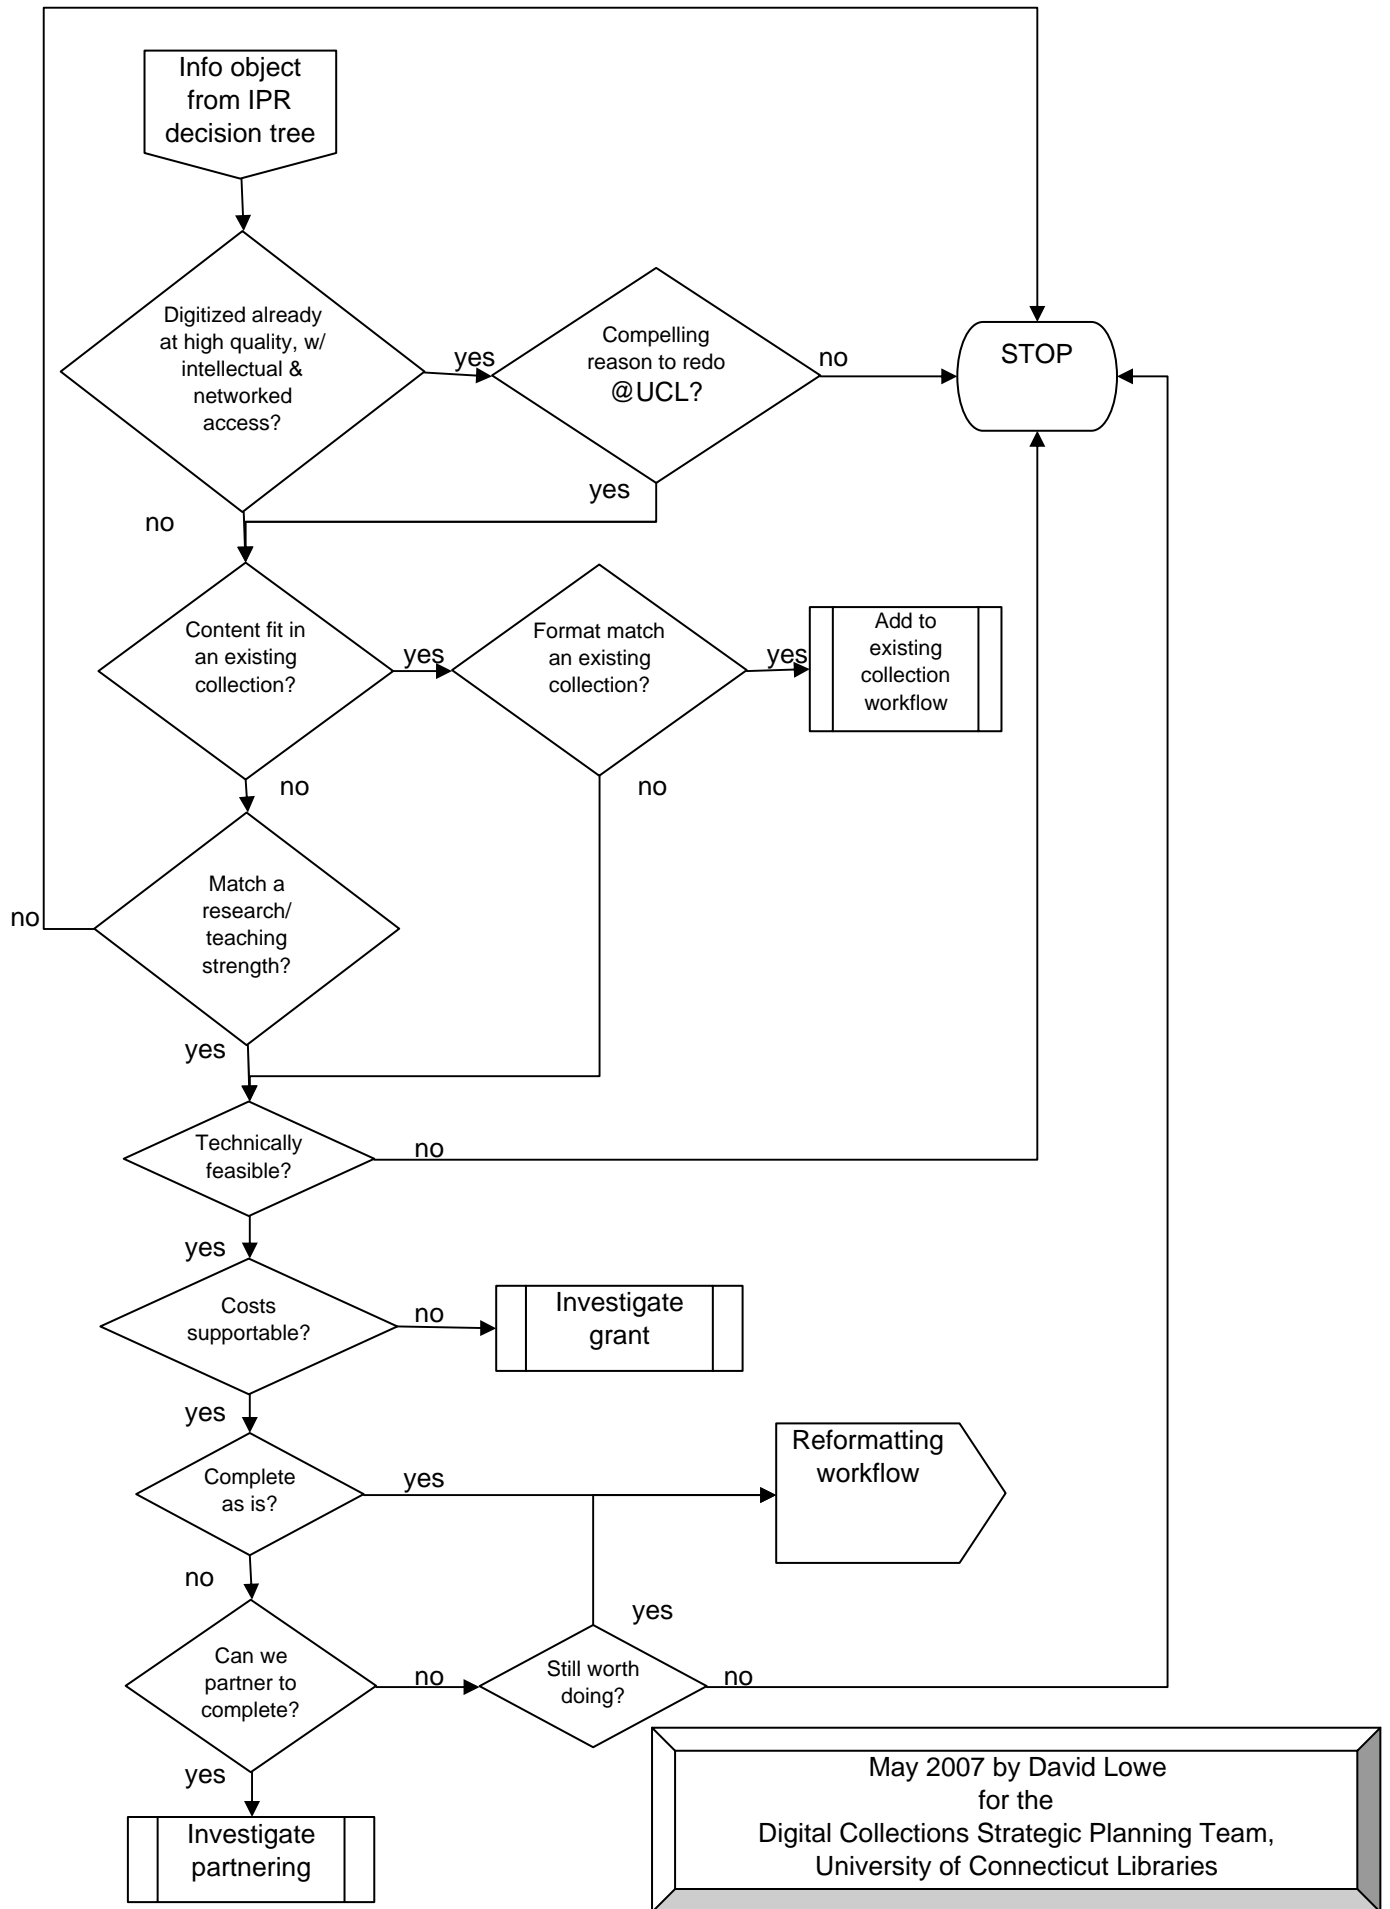 Info object
from IPR
decision tree
Digitized already
at high quality, w/
intellectual &
networked
access?
yes
Compelling
reason to redo
@UCL?
no
STOP
yes
no
Content fit in
an existing
collection?
yes
Format match
an existing
collection?
yes
Add to
existing
collection
workflow
no
no
Match a
research/
teaching
strength?
no
yes
Technically
feasible?
no
yes
Costs
supportable?
no
Investigate
grant
yes
Complete
as is?
yes
Reformatting
workflow
no
Can we
partner to
complete?
no
yes
Still worth
doing?
no
yes
Investigate
partnering
May 2007 by David Lowe
for the
Digital Collections Strategic Planning Team,
University of Connecticut Libraries